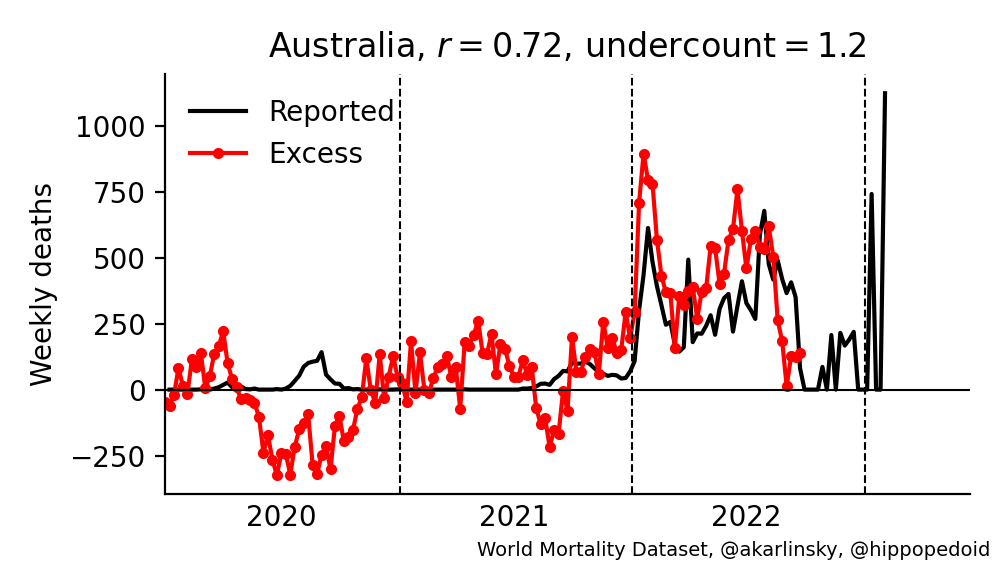 Australia, r = 0.72, undercount = 1.2
Reported
Excess
Weekly deaths
1000
750
500
250
0
−250
2020
2021
2022
World Mortality Dataset, @akarlinsky, @hippopedoid